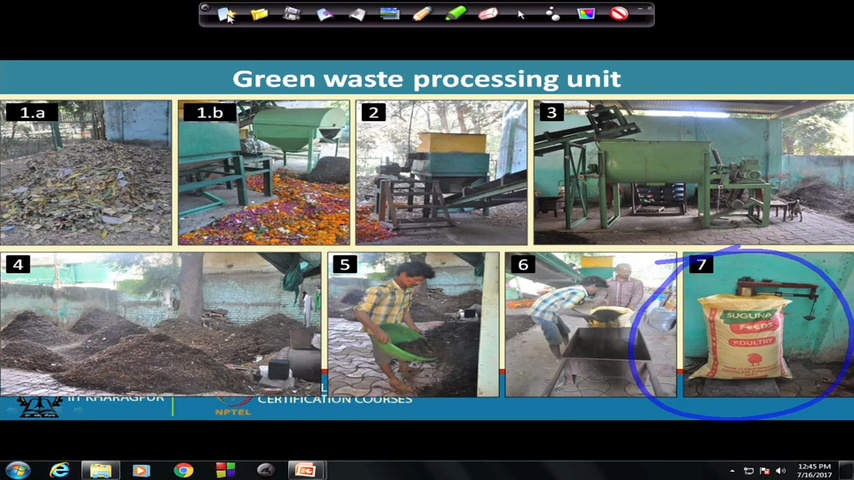 Green waste processing unit
1.a
1.b
2
3
4
5
6
7
SUGUNA
FEEDS
POULTRY
IIT KHARAGPUR
NPTEL
CERTIFICATION COURSES
12:45 PM
7/16/2017